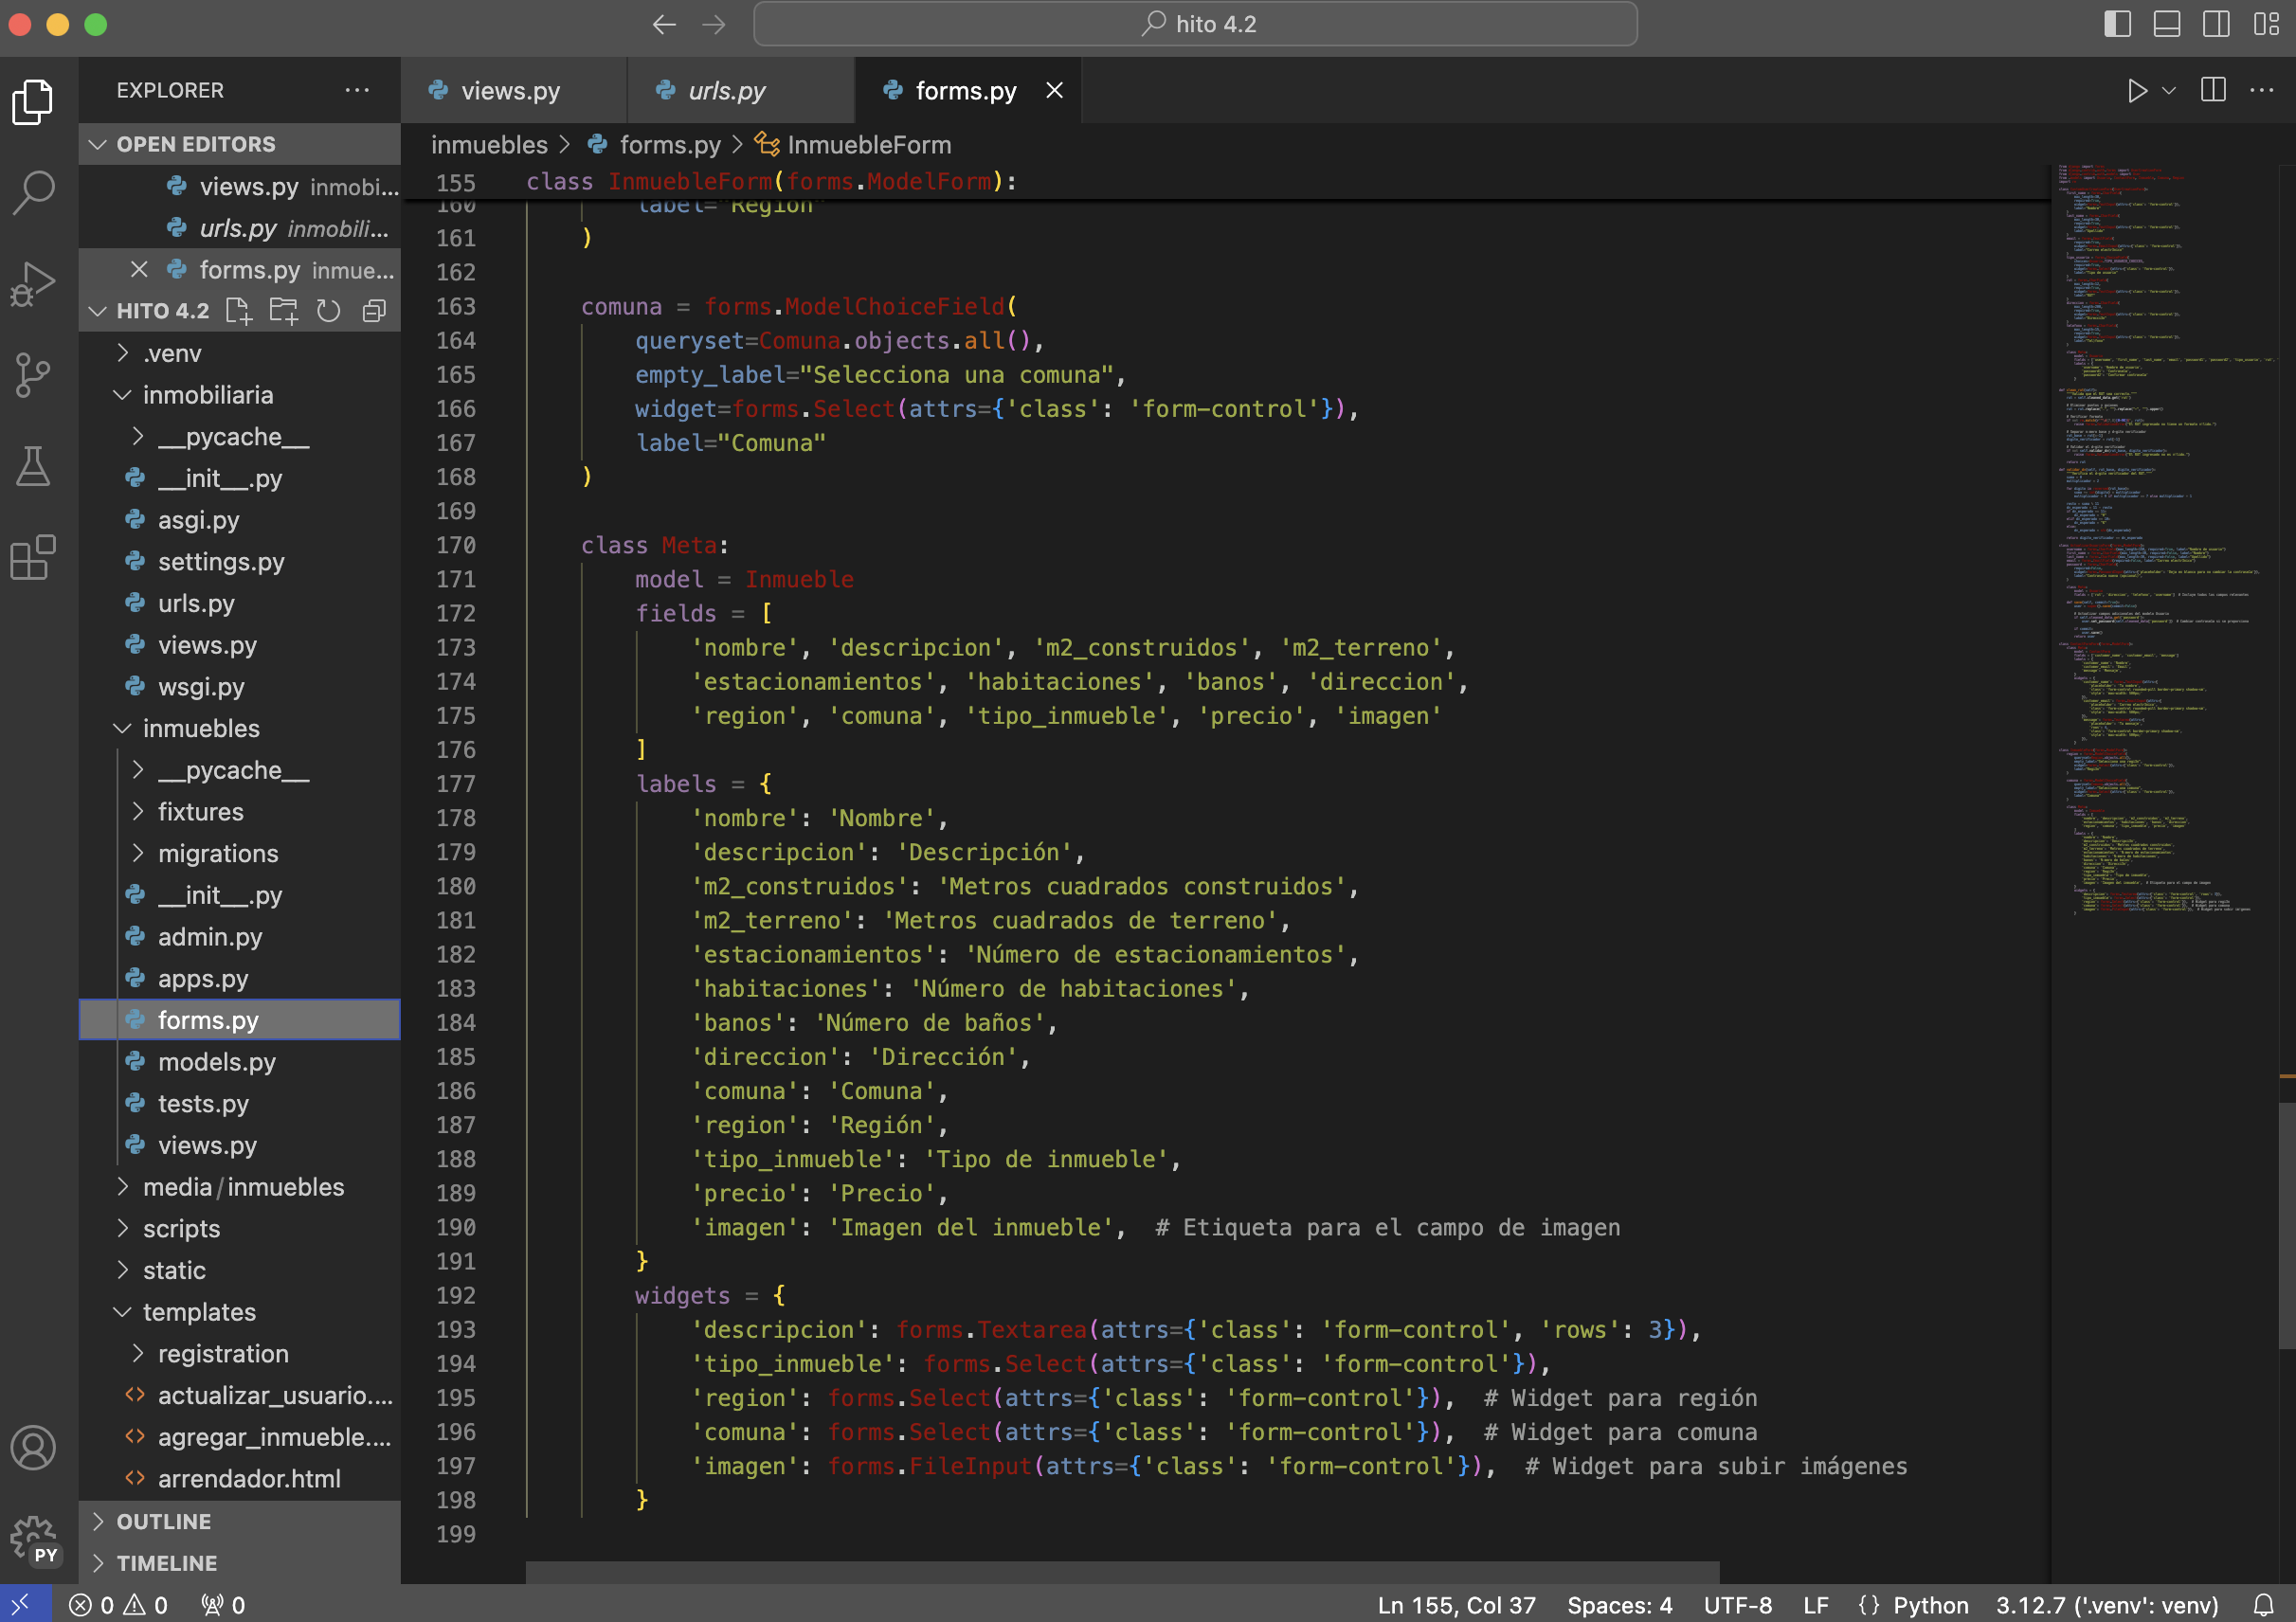 hito 4.2
EXPLORER
OPEN EDITORS
views.py inmobi...
urls.py inmobili...
forms.py inmue...
HITO 4.2
.venv
inmobiliaria
__pycache__
__init__.py
asgi.py
settings.py
urls.py
views.py
wsgi.py
inmuebles
__pycache__
fixtures
migrations
__init__.py
admin.py
apps.py
forms.py
models.py
tests.py
views.py
media/inmuebles
scripts
static
templates
registration
actualizar_usuario....
agregar_inmueble....
arrendador.html
OUTLINE
TIMELINE
views.py
urls.py
forms.py
inmuebles > forms.py > InmuebleForm
155 class InmuebleForm(forms.ModelForm):
160 label="Región"
161 )
162
163 comuna = forms.ModelChoiceField(
164 queryset=Comuna.objects.all(),
165 empty_label="Selecciona una comuna",
166 widget=forms.Select(attrs={'class': 'form-control'}),
167 label="Comuna"
168 )
169
170 class Meta:
171 model = Inmueble
172 fields = [
173 'nombre', 'descripcion', 'm2_construidos', 'm2_terreno',
174 'estacionamientos', 'habitaciones', 'banos', 'direccion',
175 'region', 'comuna', 'tipo_inmueble', 'precio', 'imagen'
176 ]
177 labels = {
178 'nombre': 'Nombre',
179 'descripcion': 'Descripción',
180 'm2_construidos': 'Metros cuadrados construidos',
181 'm2_terreno': 'Metros cuadrados de terreno',
182 'estacionamientos': 'Número de estacionamientos',
183 'habitaciones': 'Número de habitaciones',
184 'banos': 'Número de baños',
185 'direccion': 'Dirección',
186 'comuna': 'Comuna',
187 'region': 'Región',
188 'tipo_inmueble': 'Tipo de inmueble',
189 'precio': 'Precio',
190 'imagen': 'Imagen del inmueble',  # Etiqueta para el campo de imagen
191 }
192 widgets = {
193 'descripcion': forms.Textarea(attrs={'class': 'form-control', 'rows': 3}),
194 'tipo_inmueble': forms.Select(attrs={'class': 'form-control'}),
195 'region': forms.Select(attrs={'class': 'form-control'}),  # Widget para región
196 'comuna': forms.Select(attrs={'class': 'form-control'}),  # Widget para comuna
197 'imagen': forms.FileInput(attrs={'class': 'form-control'}),  # Widget para subir imágenes
198 }
199
PY
0 0 0
Ln 155, Col 37 Spaces: 4 UTF-8 LF {} Python 3.12.7 ('.venv': venv)